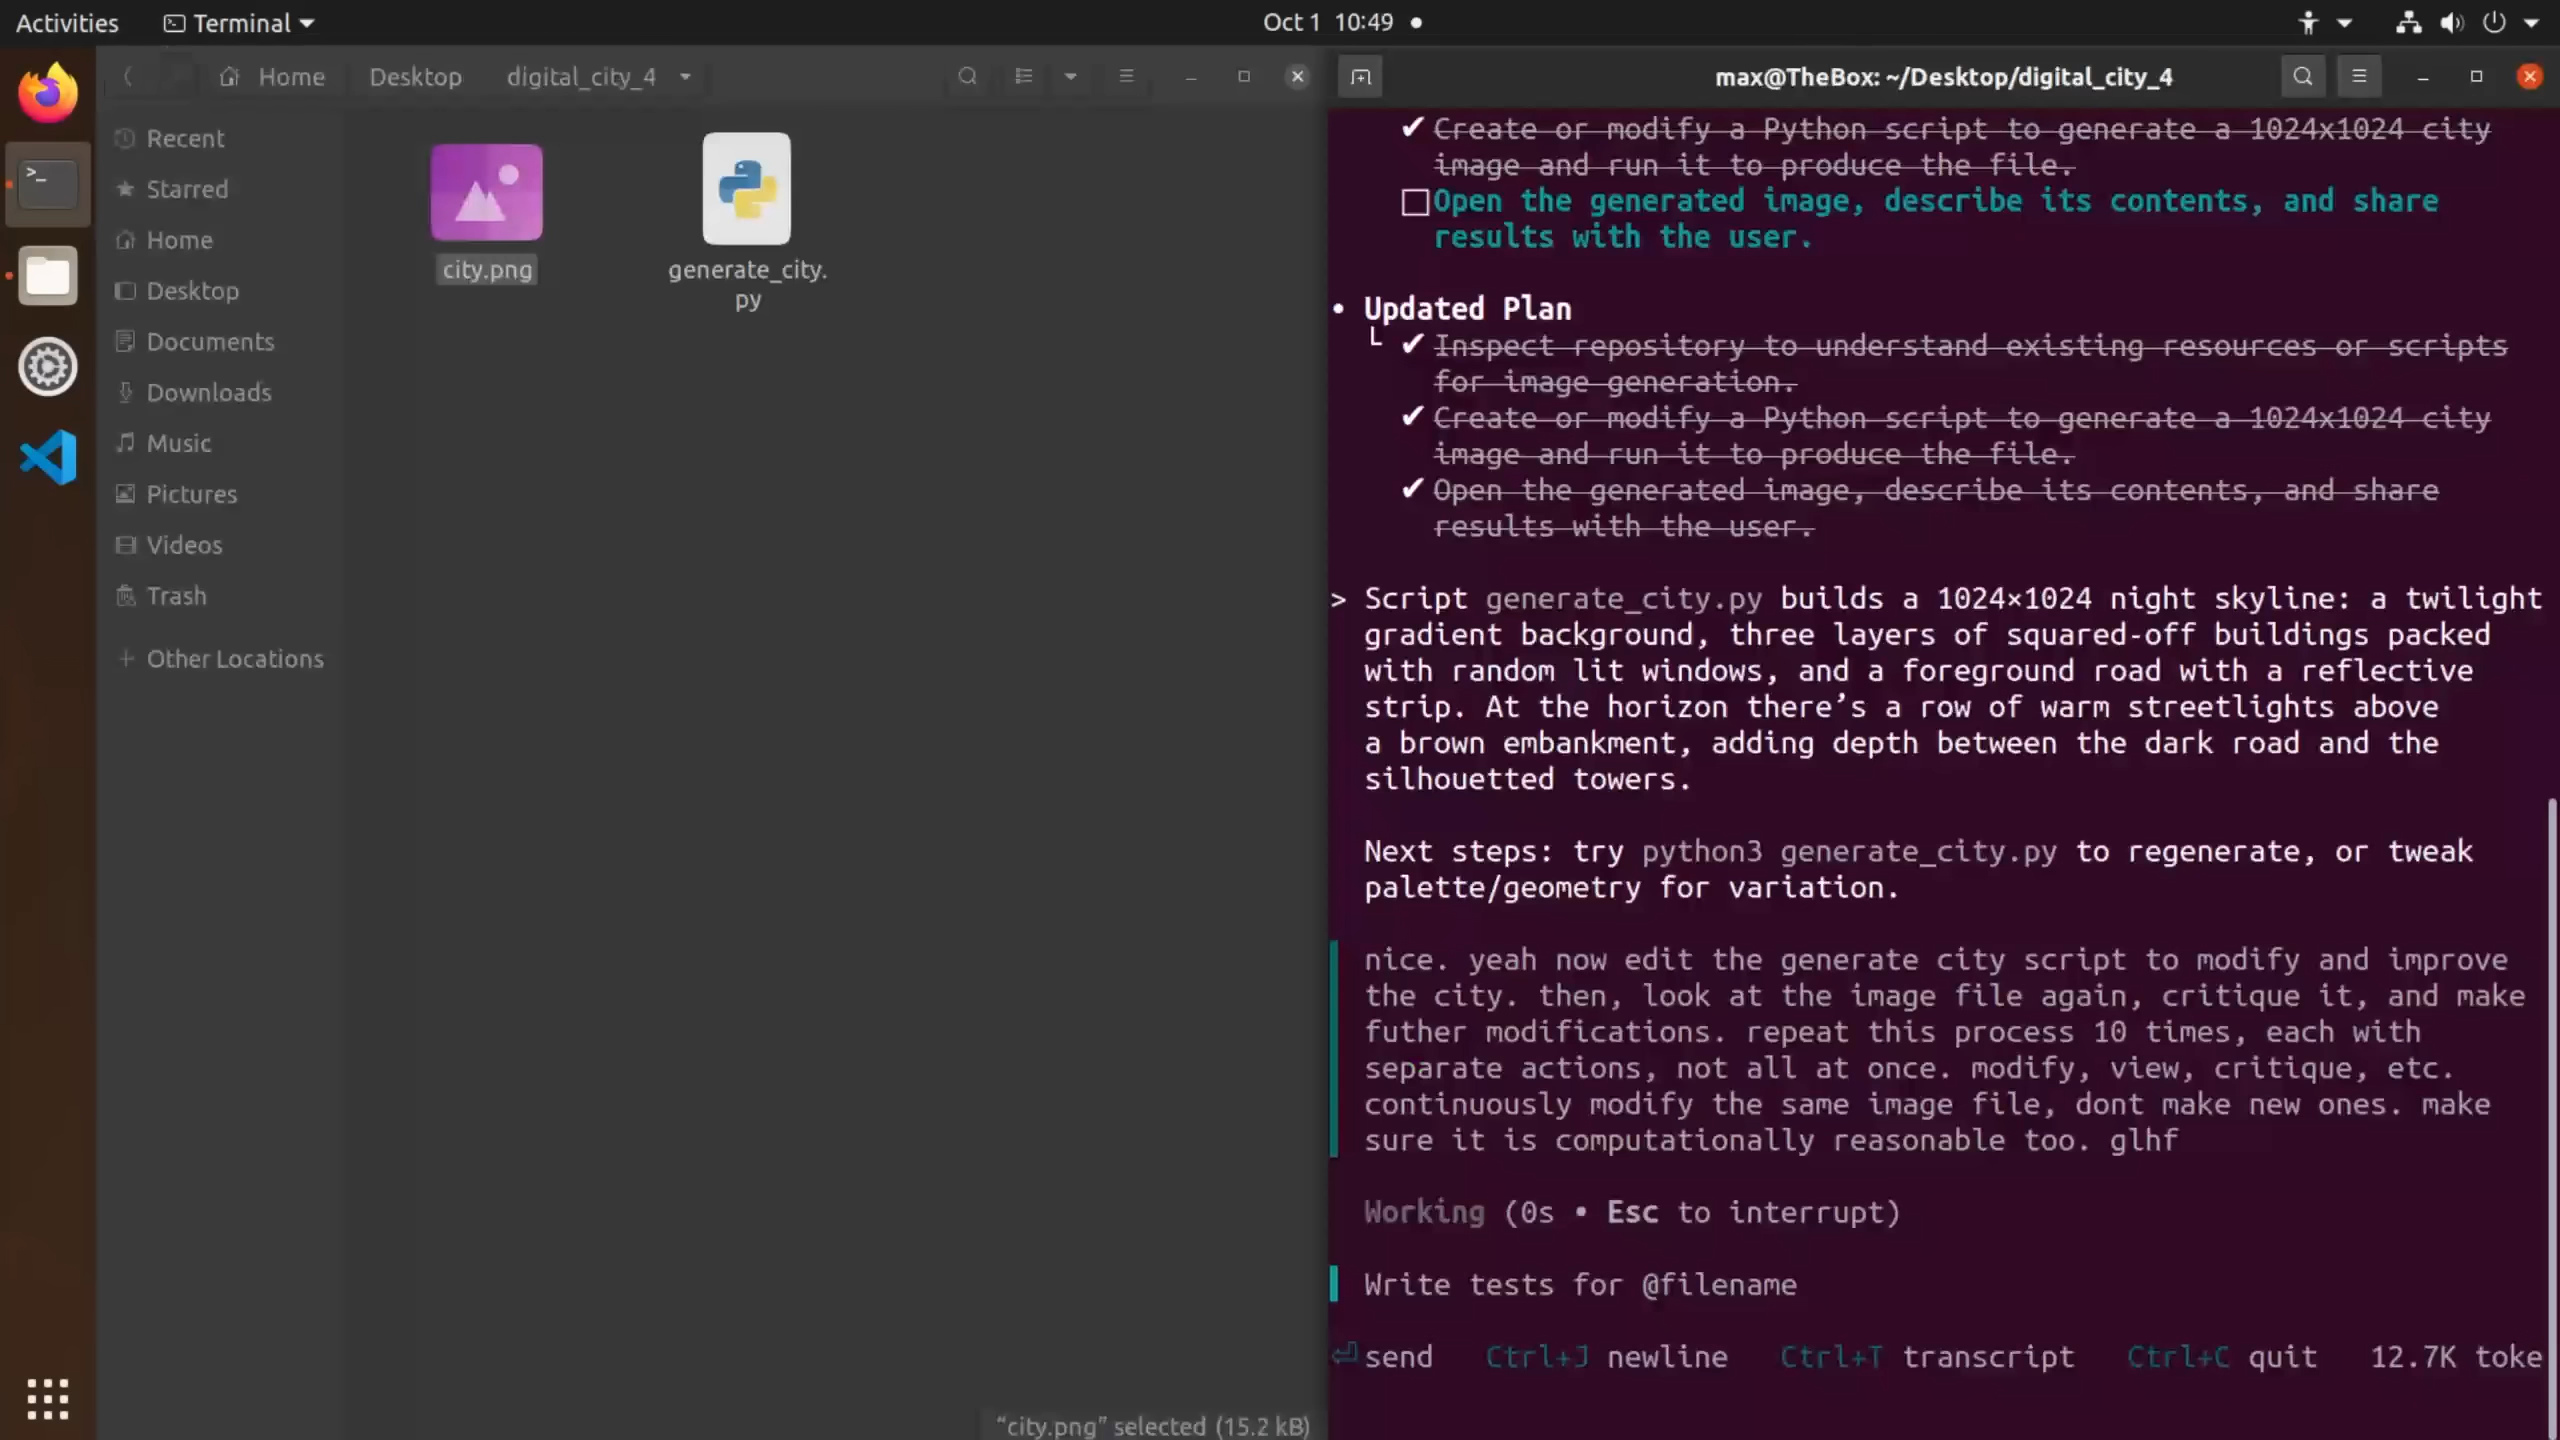 Activities
Terminal
Oct 1 10:49
Home
Desktop
digital_city_4
max@TheBox: ~/Desktop/digital_city_4
Recent
Starred
Home
Desktop
Documents
Downloads
Music
Pictures
Videos
Trash
+ Other Locations
city.png
generate_city.
py
"city.png" selected (15.2 kB)
✔ Create or modify a Python script to generate a 1024x1024 city
image and run it to produce the file.
□ Open the generated image, describe its contents, and share
results with the user.
• Updated Plan
└ ✔ Inspect repository to understand existing resources or scripts
for image generation.
✔ Create or modify a Python script to generate a 1024x1024 city
image and run it to produce the file.
✔ Open the generated image, describe its contents, and share
results with the user.
> Script generate_city.py builds a 1024×1024 night skyline: a twilight
gradient background, three layers of squared-off buildings packed
with random lit windows, and a foreground road with a reflective
strip. At the horizon there’s a row of warm streetlights above
a brown embankment, adding depth between the dark road and the
silhouetted towers.
Next steps: try python3 generate_city.py to regenerate, or tweak
palette/geometry for variation.
nice. yeah now edit the generate city script to modify and improve
the city. then, look at the image file again, critique it, and make
futher modifications. repeat this process 10 times, each with
separate actions, not all at once. modify, view, critique, etc.
continuously modify the same image file, dont make new ones. make
sure it is computationally reasonable too. glhf
Working (0s • Esc to interrupt)
Write tests for @filename
⏎ send   Ctrl+J newline   Ctrl+T transcript   Ctrl+C quit   12.7K toke